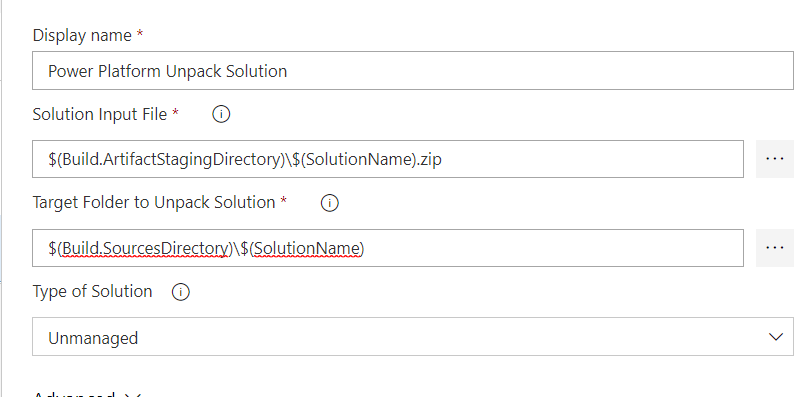 Display name *
Power Platform Unpack Solution
Solution Input File * i
$(Build.ArtifactStagingDirectory)\$(SolutionName).zip ...
Target Folder to Unpack Solution * i
$(Build.SourcesDirectory)\$(SolutionName) ...
Type of Solution i
Unmanaged
Advanced